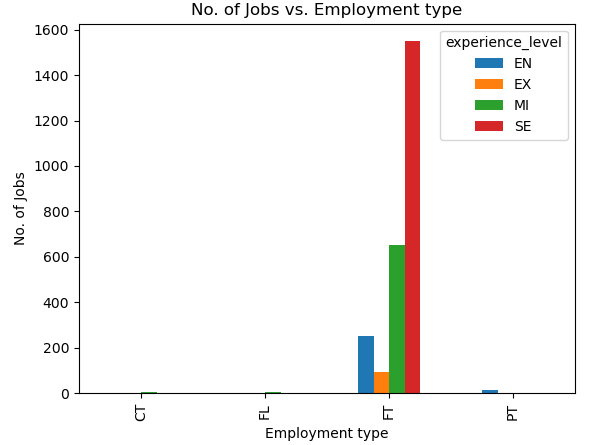 No. of Jobs vs. Employment type
experience_level
EN
EX
MI
SE
1600
1400
1200
1000
800
600
400
200
0
No. of Jobs
CT
FL
FT
PT
Employment type